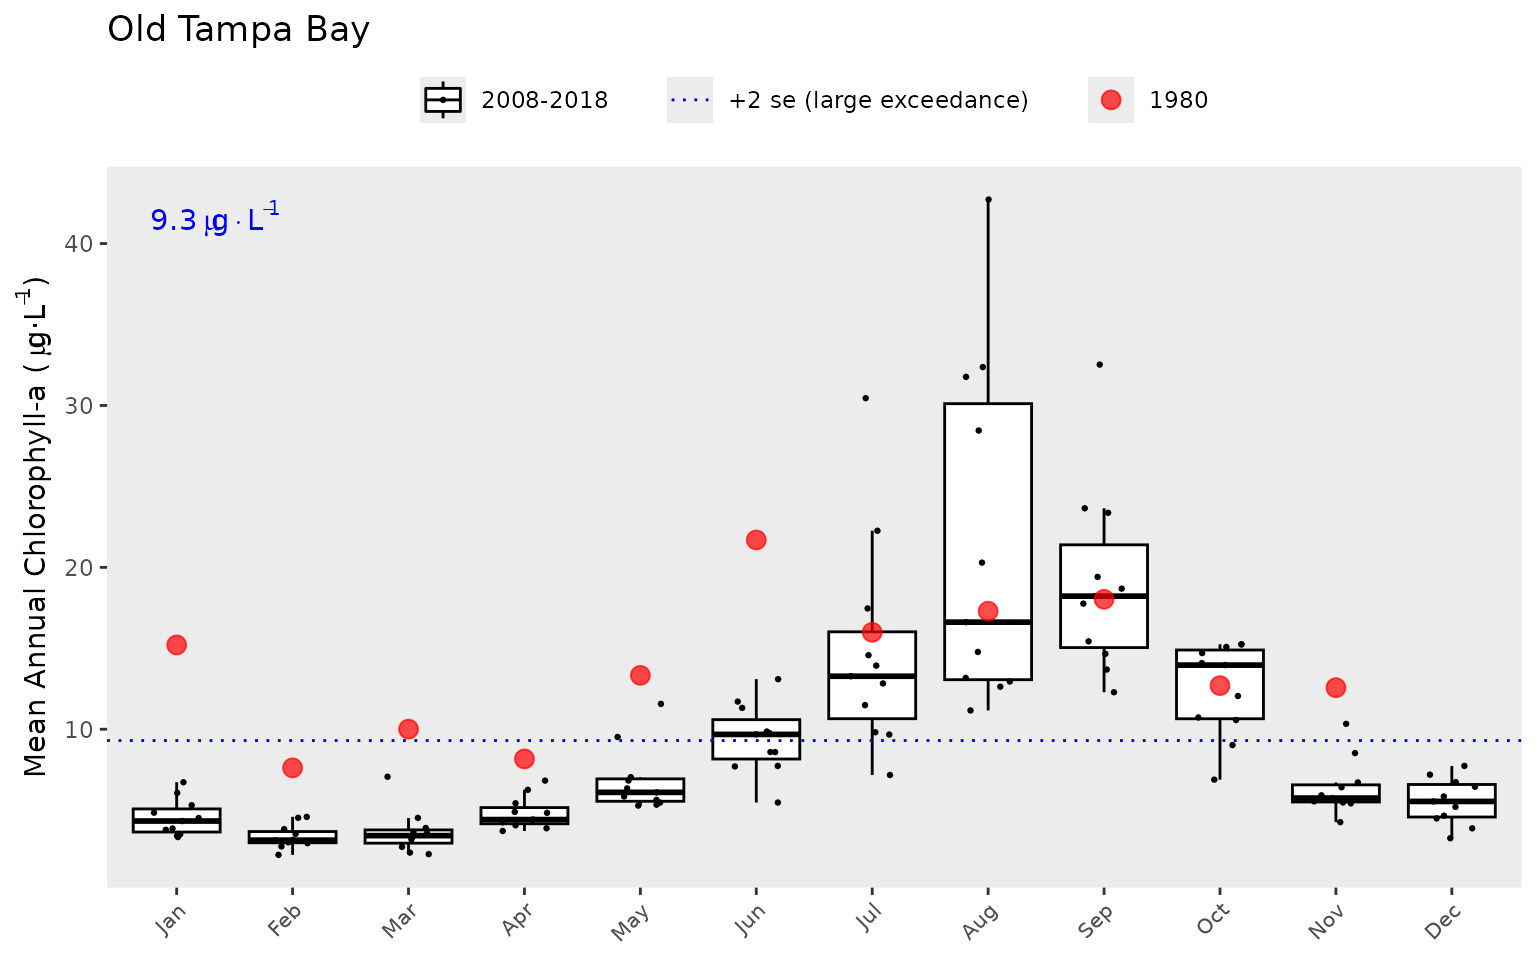 Old Tampa Bay
2008-2018 +2 se (large exceedance) 1980
9.3 μg·L⁻¹
Mean Annual Chlorophyll-a (μg·L⁻¹)
40
30
20
10
Jan Feb Mar Apr May Jun Jul Aug Sep Oct Nov Dec